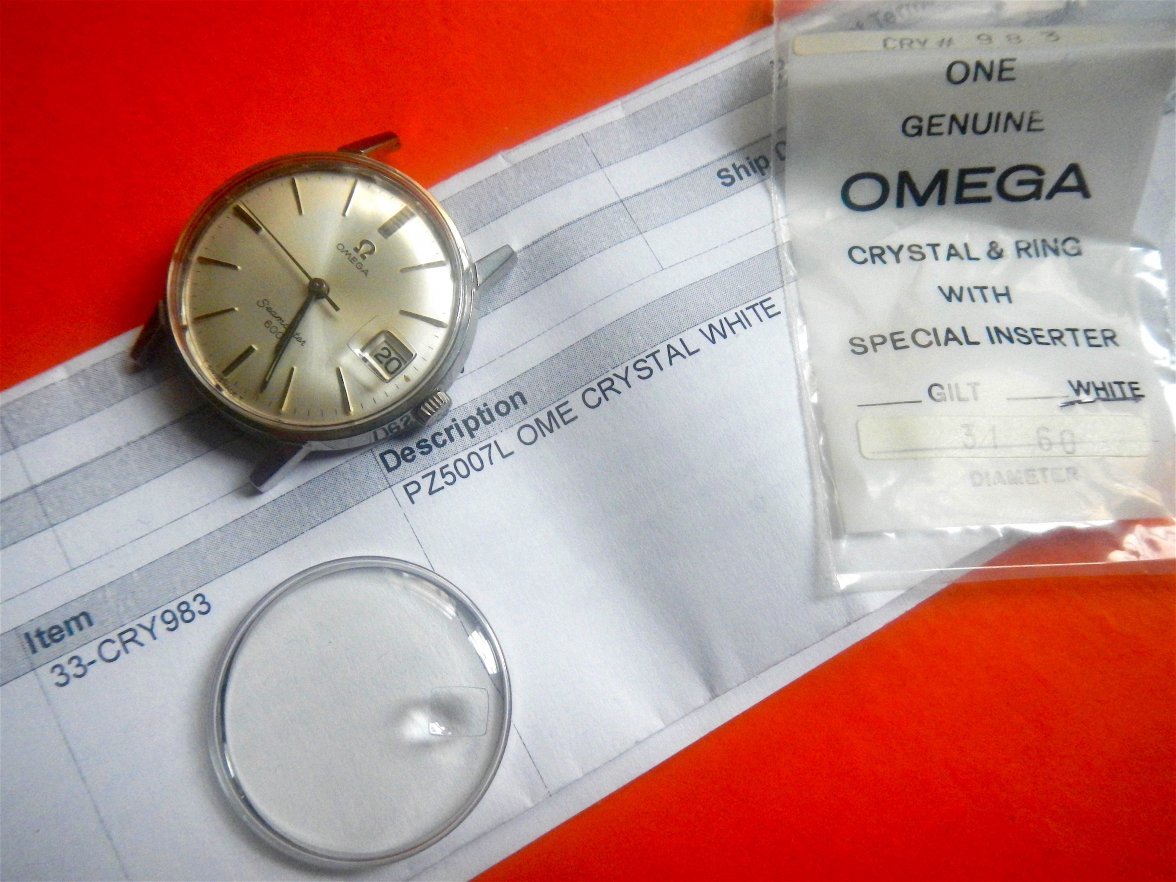 CRY# 983
ONE
GENUINE
OMEGA
CRYSTAL & RING
WITH
SPECIAL INSERTER
GILT WHITE
31 60
DIAMETER
Ship
Ω
OMEGA
Seamaster
600
20
Description
PZ5007L OME CRYSTAL WHITE
Item
33-CRY983